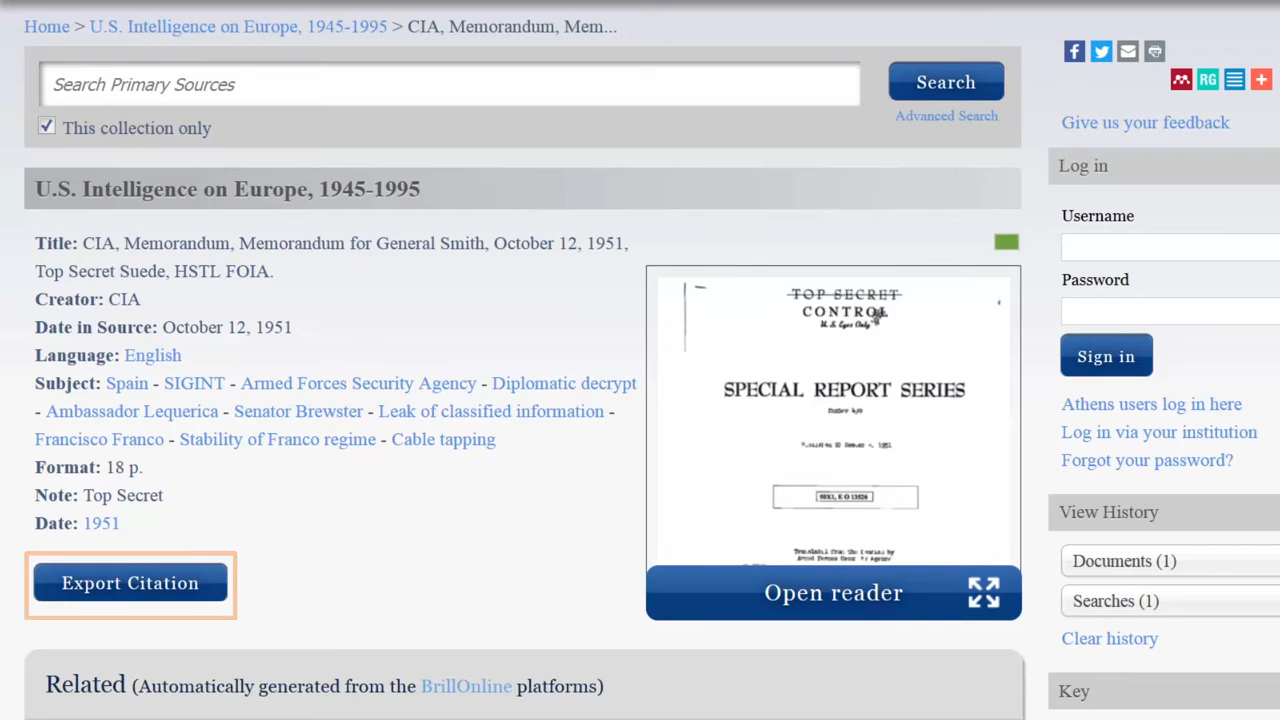 Home > U.S. Intelligence on Europe, 1945-1995 > CIA, Memorandum, Mem...
Search Primary Sources
Search
This collection only
Advanced Search
RG
Give us your feedback
Log in
U.S. Intelligence on Europe, 1945-1995
Username
Title: CIA, Memorandum, Memorandum for General Smith, October 12, 1951,
Top Secret Suede, HSTL FOIA.
Creator: CIA
Date in Source: October 12, 1951
Language: English
Subject: Spain - SIGINT - Armed Forces Security Agency - Diplomatic decrypt
- Ambassador Lequerica - Senator Brewster - Leak of classified information -
Francisco Franco - Stability of Franco regime - Cable tapping
Format: 18 p.
Note: Top Secret
Date: 1951
Export Citation
TOP SECRET
CONTROL
U.S. Eyes Only
SPECIAL REPORT SERIES
Open reader
Password
Sign in
Athens users log in here
Log in via your institution
Forgot your password?
View History
Documents (1)
Searches (1)
Clear history
Key
Related (Automatically generated from the BrillOnline platforms)